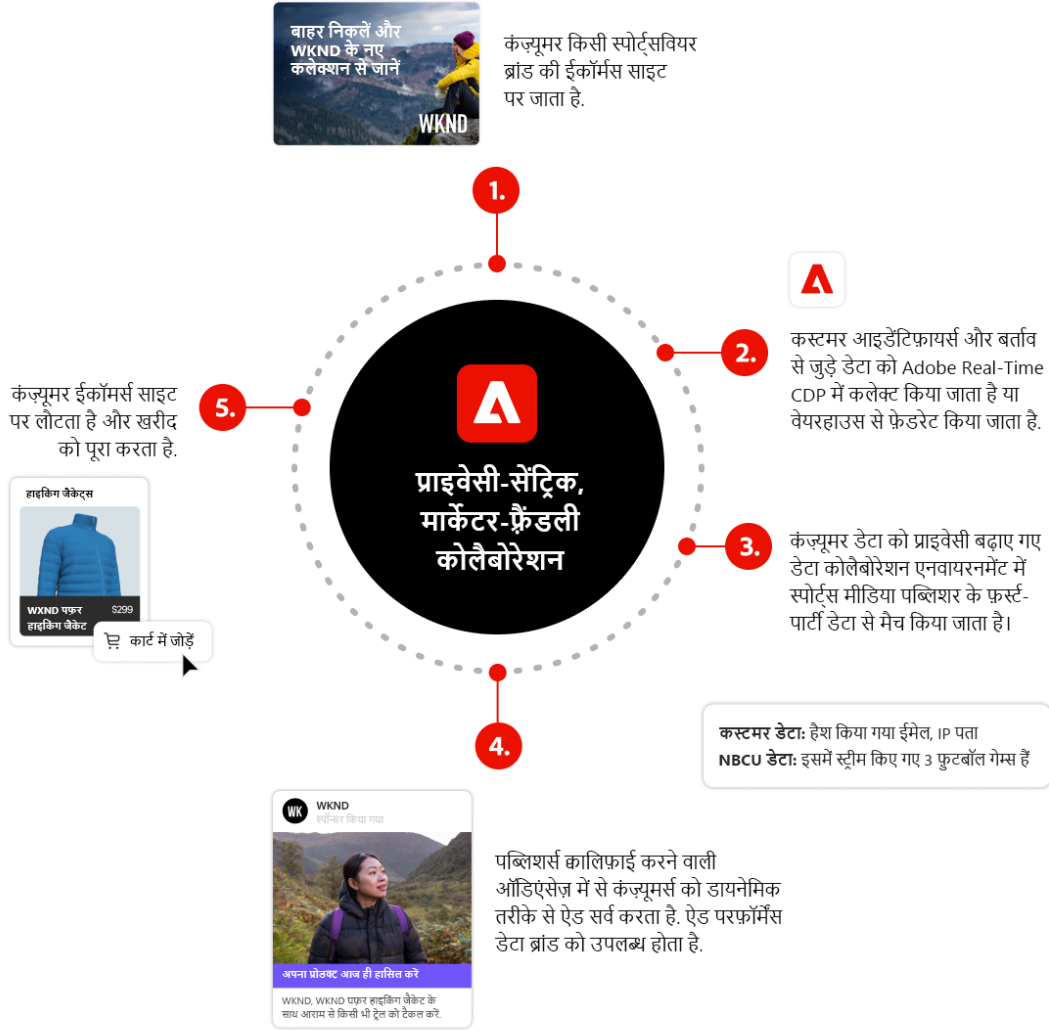 बाहर निकलें और
WKND के नए
कलेक्शन से जानें
WKND
कंज़्यूमर किसी स्पोर्ट्सवियर
ब्रांड की ईकॉर्मस साइट
पर जाता है.
1.
2.
कस्टमर आइडेंटिफ़ायर्स और बर्ताव
से जुड़े डेटा को Adobe Real-Time
CDP में कलेक्ट किया जाता है या
वेयरहाउस से फ़ेडरेट किया जाता है.
प्राइवेसी-सेंट्रिक,
मार्केटर-फ़्रैंडली
कोलैबोरेशन
3.
कंज़्यूमर डेटा को प्राइवेसी बढ़ाए गए
डेटा कोलैबोरेशन एनवायरनमेंट में
स्पोर्ट्स मीडिया पब्लिशर के फ़र्स्ट-
पार्टी डेटा से मैच किया जाता है।
कस्टमर डेटा: हैश किया गया ईमेल, IP पता
NBCU डेटा: इसमें स्ट्रीम किए गए 3 फ़ुटबॉल गेम्स हैं
4.
WK
WKND
स्पॉन्सर किया गया
अपना प्रोडक्ट आज ही हासिल करें
WKND, WKND पफ़र हाइकिंग जैकेट के
साथ आराम से किसी भी ट्रेल को टैकल करें.
पब्लिशर्स क्वालिफ़ाई करने वाली
ऑडिएंसेज़ में से कंज़्यूमर्स को डायनेमिक
तरीके से ऐड सर्व करता है. ऐड परफ़ॉर्मेंस
डेटा ब्रांड को उपलब्ध होता है.
5.
कंज़्यूमर ईकॉमर्स साइट
पर लौटता है और खरीद
को पूरा करता है.
हाइकिंग जैकेट्स
WXND पफ़र
$299
हाइकिंग जैकेट
कार्ट में जोड़ें